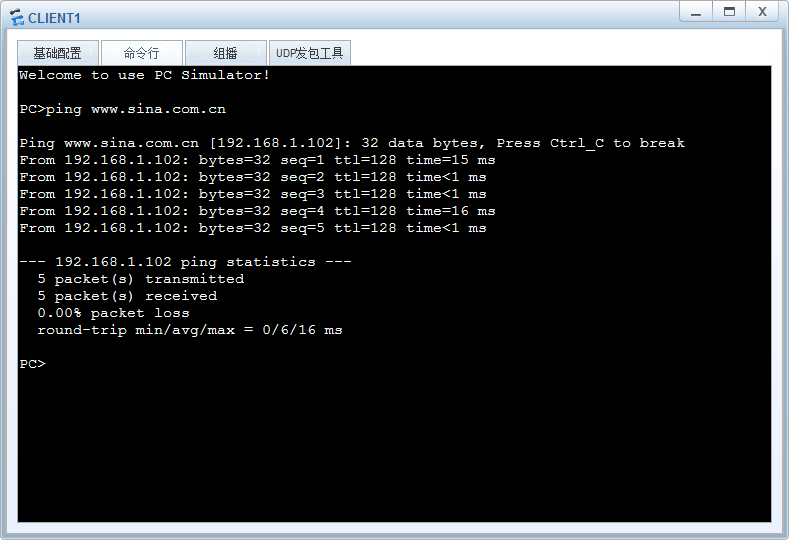 CLIENT1
X
基础配置 命令行 组播 UDP发包工具
Welcome to use PC Simulator!
PC>ping www.sina.com.cn
Ping www.sina.com.cn [192.168.1.102]: 32 data bytes, Press Ctrl_C to break
From 192.168.1.102: bytes=32 seq=1 ttl=128 time=15 ms
From 192.168.1.102: bytes=32 seq=2 ttl=128 time<1 ms
From 192.168.1.102: bytes=32 seq=3 ttl=128 time<1 ms
From 192.168.1.102: bytes=32 seq=4 ttl=128 time=16 ms
From 192.168.1.102: bytes=32 seq=5 ttl=128 time<1 ms
--- 192.168.1.102 ping statistics ---
5 packet(s) transmitted
5 packet(s) received
0.00% packet loss
round-trip min/avg/max = 0/6/16 ms
PC>